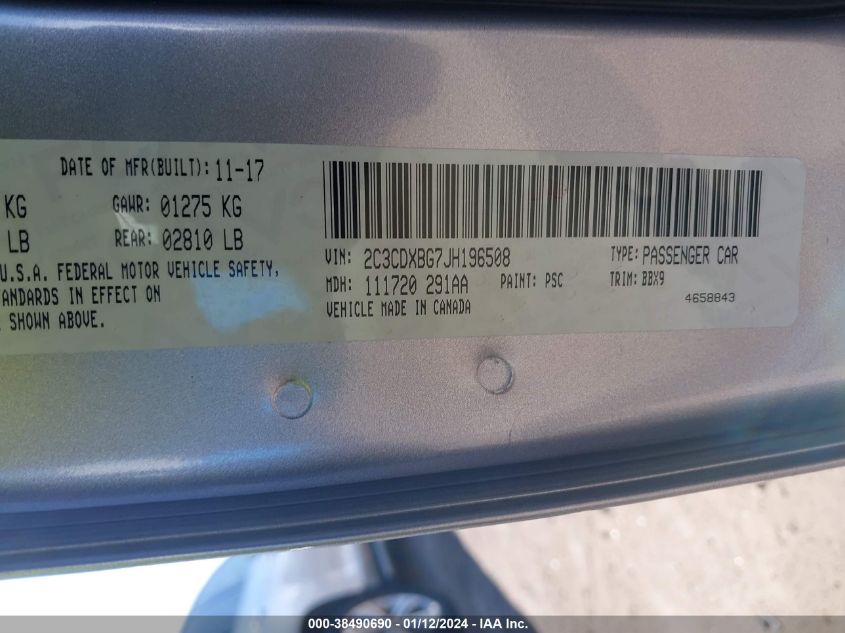 DATE OF MFR(BUILT): 11-17
KG GAWR: 01275 KG
LB REAR: 02810 LB
U.S.A. FEDERAL MOTOR VEHICLE SAFETY,
ANDARDS IN EFFECT ON
SHOWN ABOVE.
VIN: 2C3CDXBG7JH196508 TYPE: PASSENGER CAR
MDH: 111720 291AA PAINT: PSC TRIM: BBX9
VEHICLE MADE IN CANADA 4658843
000-38490690 - 01/12/2024 - IAA Inc.